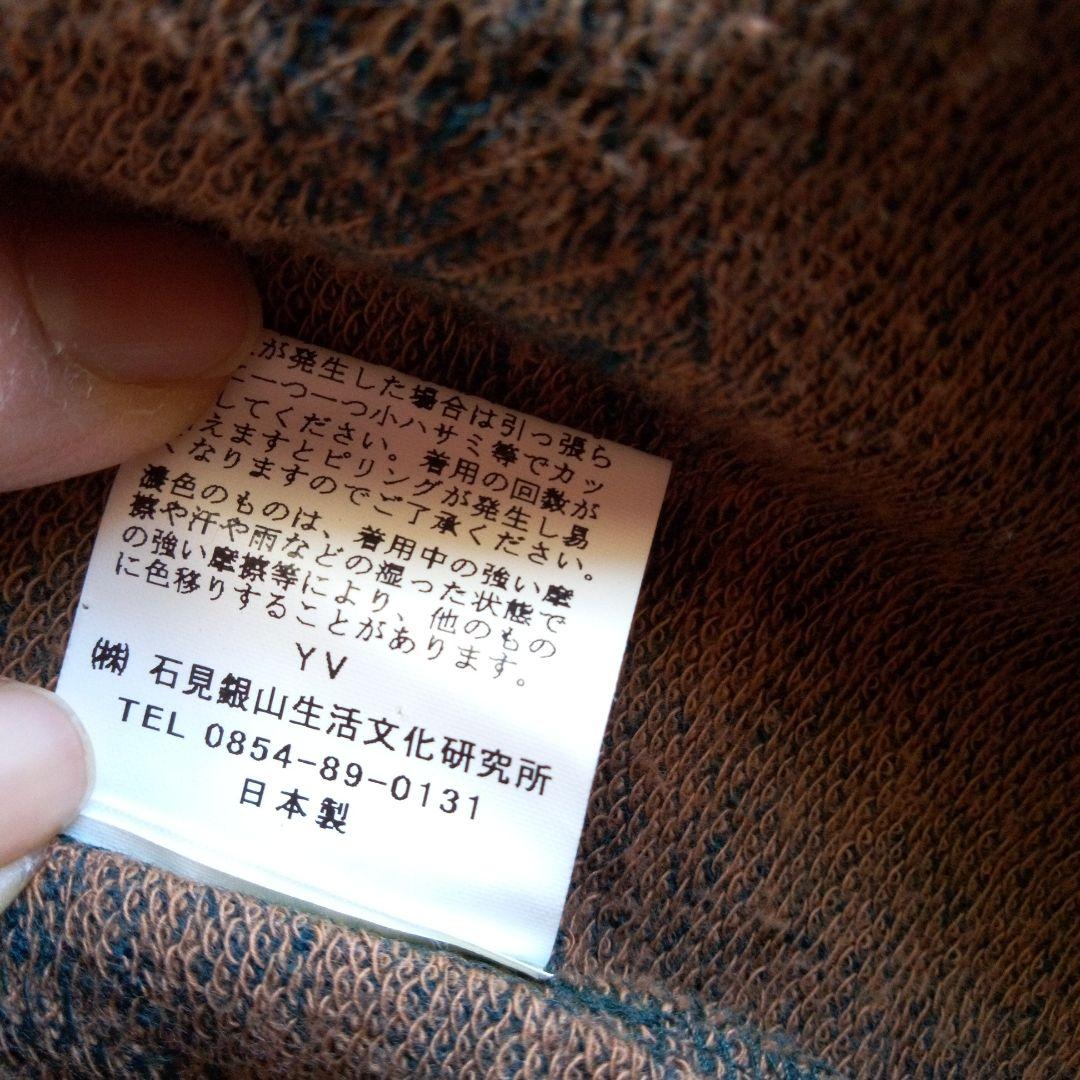 が発生した場合は引っ張ら
一つ一つ小ハサミ等でカッ
してください。着用の回数が
えますとピリングが発生し易
くなりますのでご了承ください。
濃色のものは、着用中の強い摩
擦や汗や雨などの湿った状態で
の強い摩擦等により、他のもの
に色移りすることがあります。
YV
㈱ 石見銀山生活文化研究所
TEL 0854-89-0131
日本製